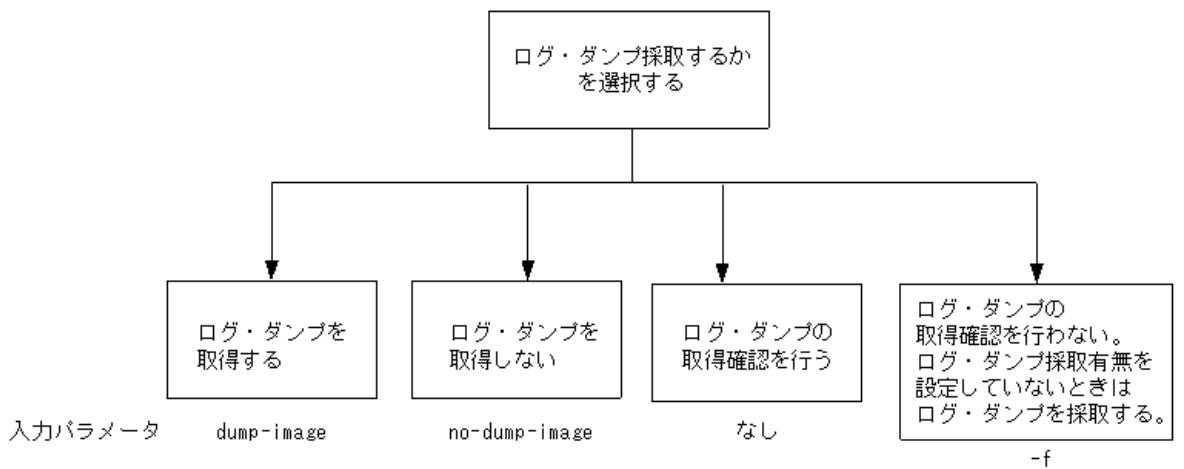 ログ・ダンプ採取するか
を選択する
ログ・ダンプを
取得する
ログ・ダンプを
取得しない
ログ・ダンプの
取得確認を行う
ログ・ダンプの
取得確認を行わない。
ログ・ダンプ採取有無を
設定していないときは
ログ・ダンプを採取する。
入力パラメータ dump-image no-dump-image なし -f